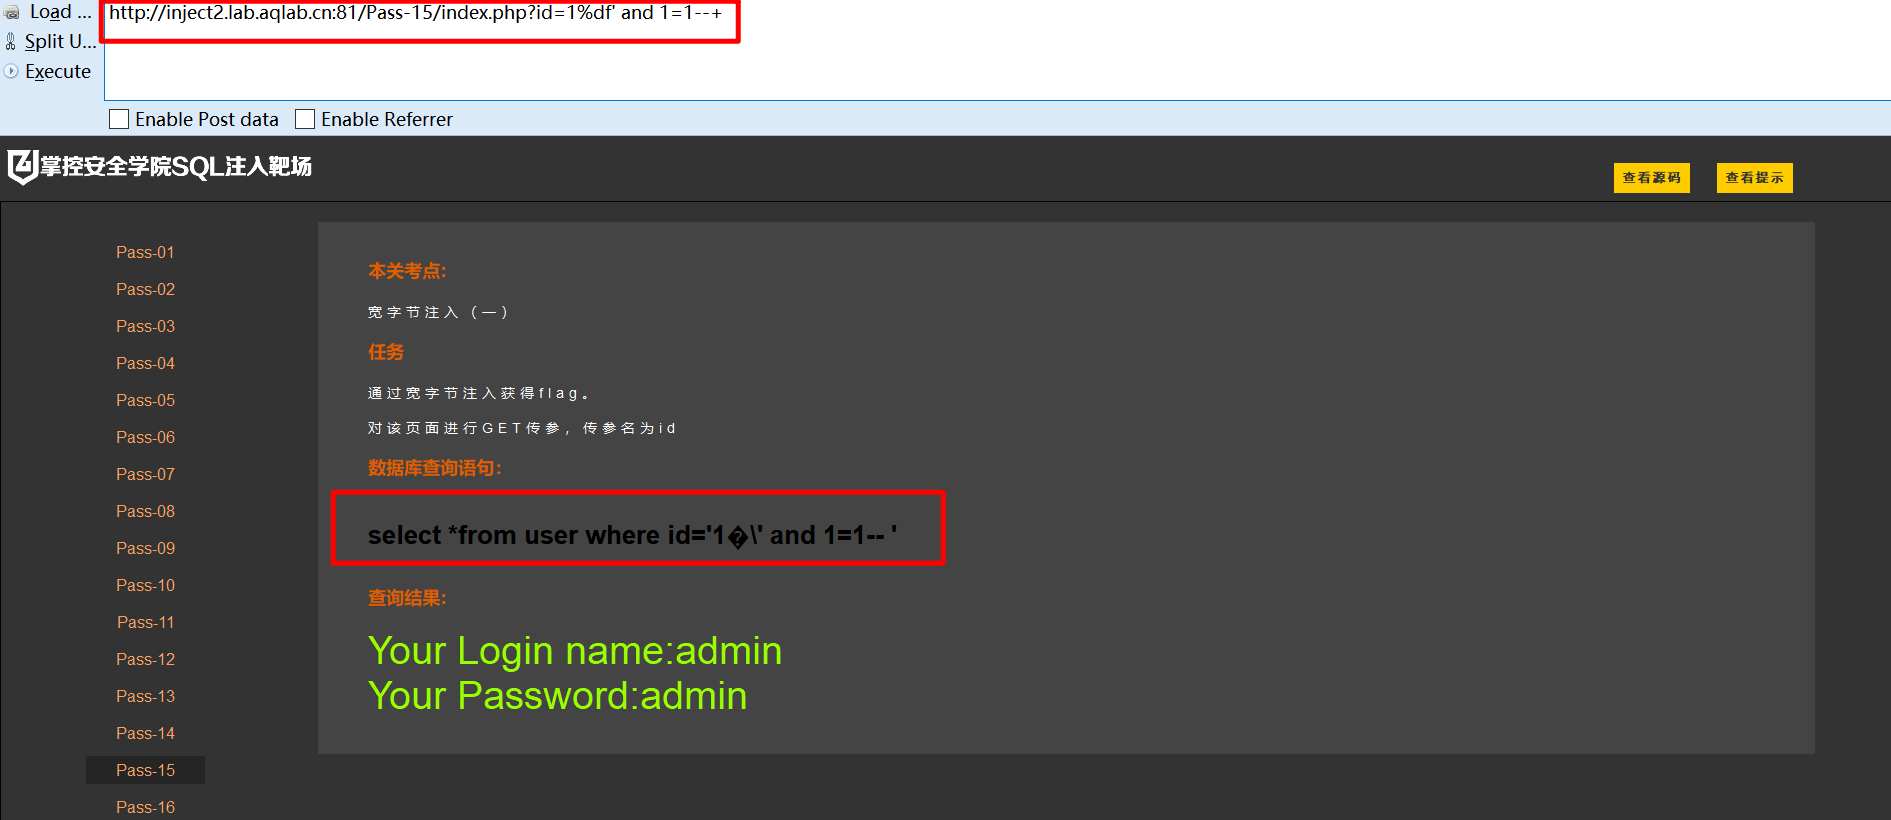 Load ...
http://inject2.lab.aqlab.cn:81/Pass-15/index.php?id=1%df' and 1=1--+
Split U...
Execute
Enable Post data
Enable Referrer
掌控安全学院SQL注入靶场
查看源码
查看提示
Pass-01
Pass-02
Pass-03
Pass-04
Pass-05
Pass-06
Pass-07
Pass-08
Pass-09
Pass-10
Pass-11
Pass-12
Pass-13
Pass-14
Pass-15
Pass-16
本关考点:
宽字节注入（一）
任务
通过宽字节注入获得flag。
对该页面进行GET传参，传参名为id
数据库查询语句:
select *from user where id='1�\' and 1=1-- '
查询结果:
Your Login name:admin
Your Password:admin